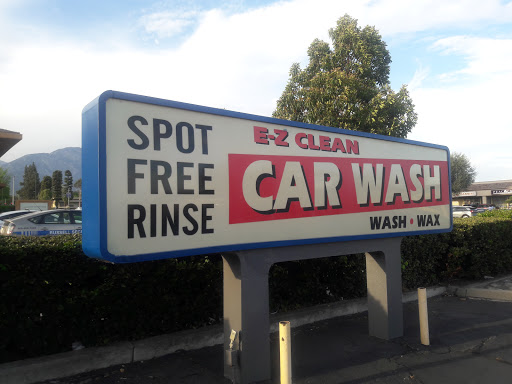 SPOT
FREE
RINSE
E-Z CLEAN
CAR WASH
WASH • WAX